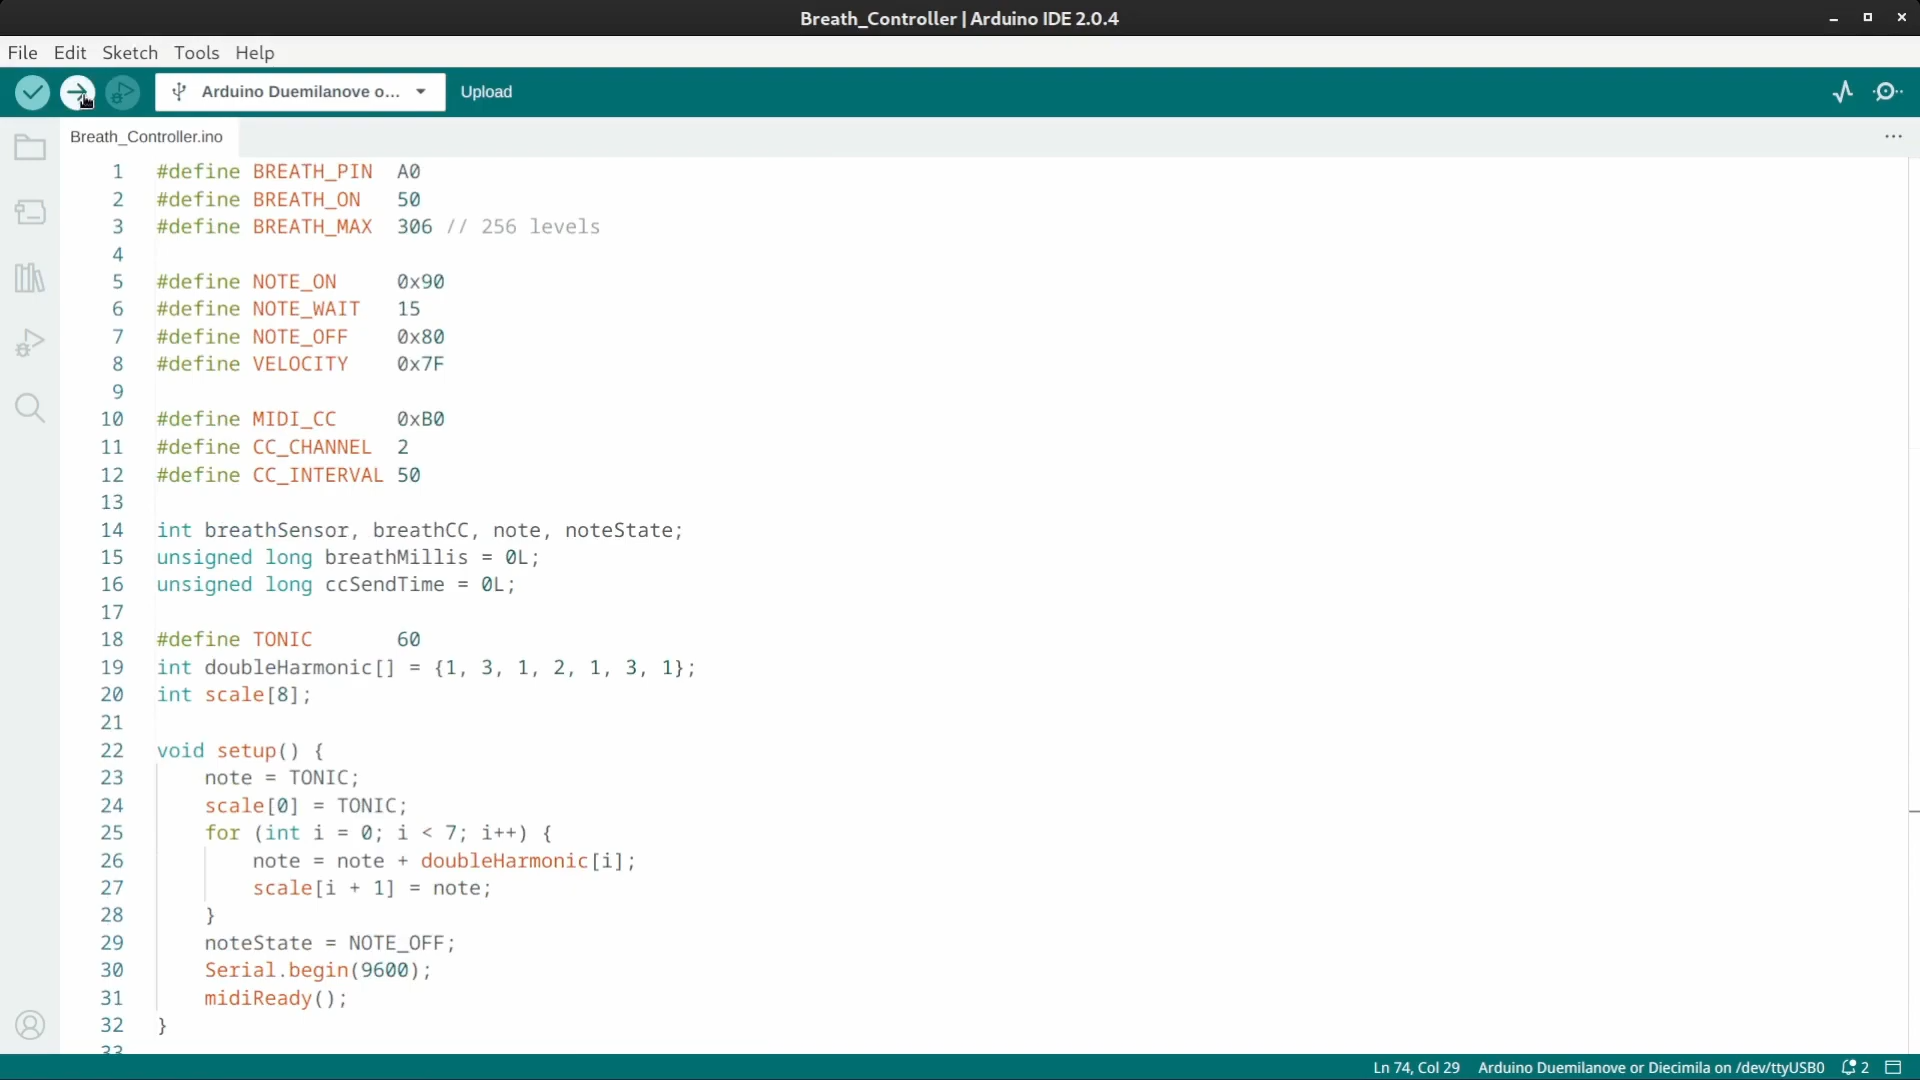 Breath_Controller | Arduino IDE 2.0.4
File Edit Sketch Tools Help
Arduino Duemilanove o... Upload
Breath_Controller.ino
1 #define BREATH_PIN A0
2 #define BREATH_ON 50
3 #define BREATH_MAX 306 // 256 levels
4
5 #define NOTE_ON 0x90
6 #define NOTE_WAIT 15
7 #define NOTE_OFF 0x80
8 #define VELOCITY 0x7F
9
10 #define MIDI_CC 0xB0
11 #define CC_CHANNEL 2
12 #define CC_INTERVAL 50
13
14 int breathSensor, breathCC, note, noteState;
15 unsigned long breathMillis = 0L;
16 unsigned long ccSendTime = 0L;
17
18 #define TONIC 60
19 int doubleHarmonic[] = {1, 3, 1, 2, 1, 3, 1};
20 int scale[8];
21
22 void setup() {
23 note = TONIC;
24 scale[0] = TONIC;
25 for (int i = 0; i < 7; i++) {
26 note = note + doubleHarmonic[i];
27 scale[i + 1] = note;
28 }
29 noteState = NOTE_OFF;
30 Serial.begin(9600);
31 midiReady();
32 }
33
Ln 74, Col 29 Arduino Duemilanove or Diecimila on /dev/ttyUSB0 2